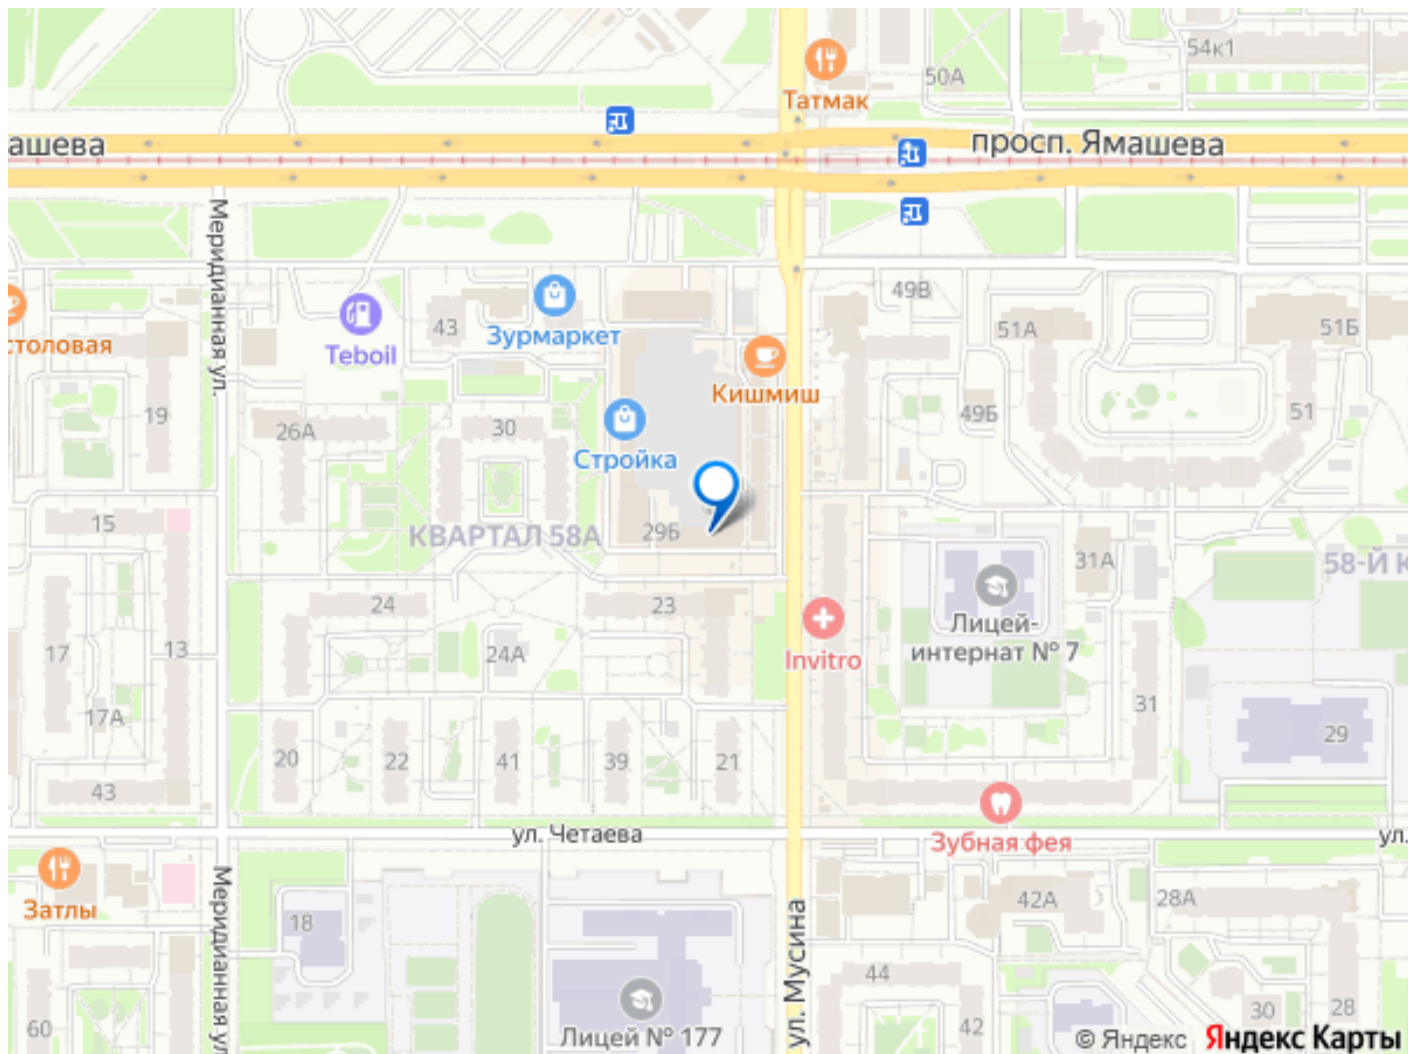 54к1
50А
Татмак
ашева
просп. Ямашева
Меридианная ул.
49В
43
Зурмаркет
51А
51Б
столовая
Teboil
Кишмиш
19
26А
30
49Б
51
Стройка
15
КВАРТАЛ 58А
29Б
31А
58-Й К
24
23
Лицей-
интернат № 7
17
13
24А
Invitro
17А
31
20
22
41
39
21
29
43
ул. Четаева
Зубная фея
ул.
Затлы
Меридианная ул
18
42А
28А
ул. Мусина
44
60
Лицей № 177
42
30
28
© Яндекс Яндекс Карты